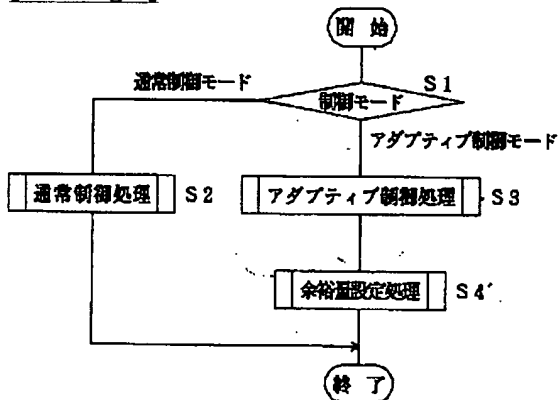 開 始
通常制御モード
S1
制御モード
アダプティブ制御モード
通常制御処理 S2
アダプティブ制御処理 S3
余裕量設定処理 S4´
終 了